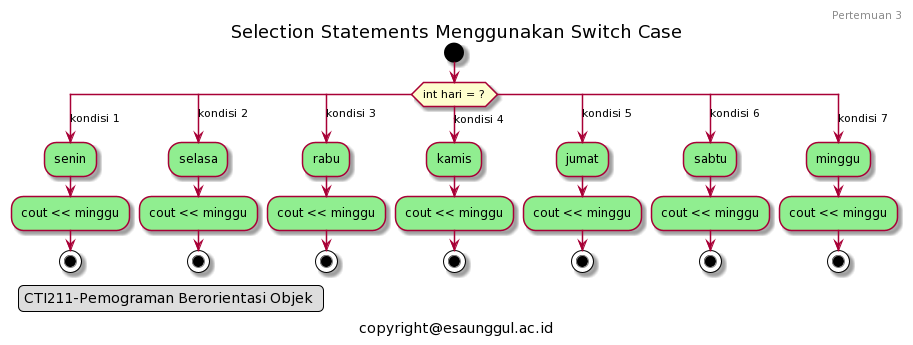 Pertemuan 3
Selection Statements Menggunakan Switch Case
int hari = ?
kondisi 1
kondisi 2
kondisi 3
kondisi 4
kondisi 5
kondisi 6
kondisi 7
senin
selasa
rabu
kamis
jumat
sabtu
minggu
cout << minggu
cout << minggu
cout << minggu
cout << minggu
cout << minggu
cout << minggu
cout << minggu
CTI211-Pemograman Berorientasi Objek
copyright@esaunggul.ac.id